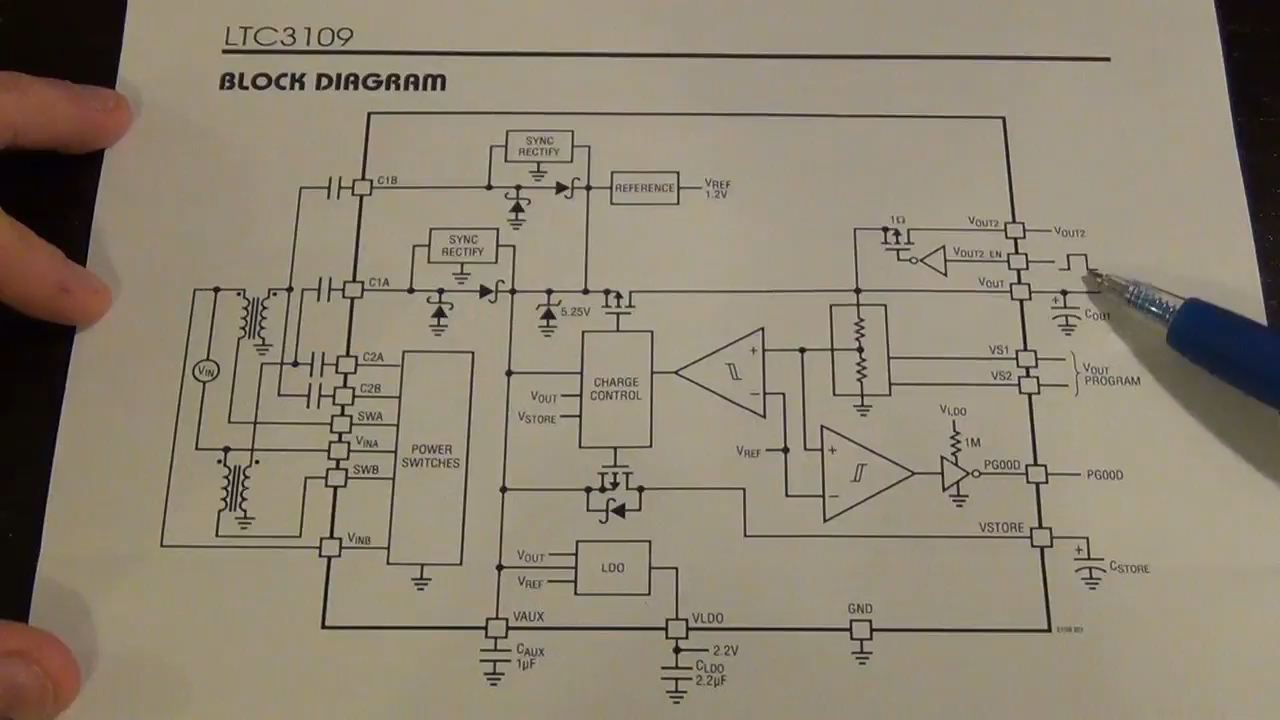 LTC3109
BLOCK DIAGRAM
SYNC
RECTIFY
C1B
REFERENCE
VREF
1.2V
SYNC
RECTIFY
C1A
5.25V
1Ω
VOUT2
VOUT2
VOUT2_EN
VOUT
COUT
VIN
C2A
C2B
SWA
VINA
SWB
VINB
POWER
SWITCHES
VOUT
VSTORE
CHARGE
CONTROL
VREF
VS1
VS2
VOUT
PROGRAM
VLDO
1M
PGOOD
PGOOD
VSTORE
CSTORE
VOUT
VREF
LDO
VAUX
VLDO
GND
CAUX
1µF
2.2V
CLDO
2.2µF